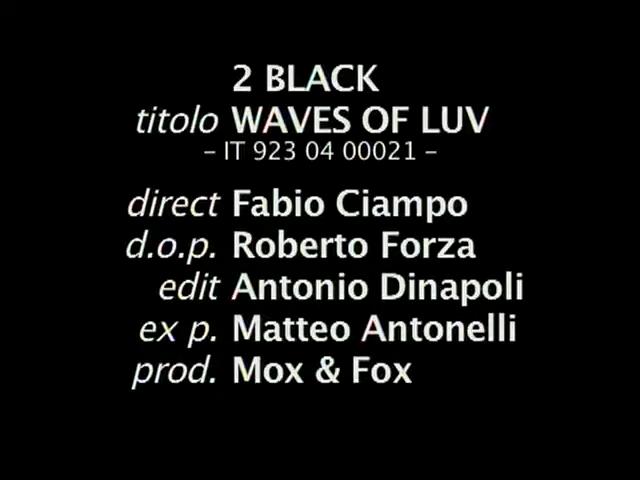 2 BLACK
titolo WAVES OF LUV
– IT 923 04 00021 –
direct Fabio Ciampo
d.o.p. Roberto Forza
edit Antonio Dinapoli
ex p. Matteo Antonelli
prod. Mox & Fox